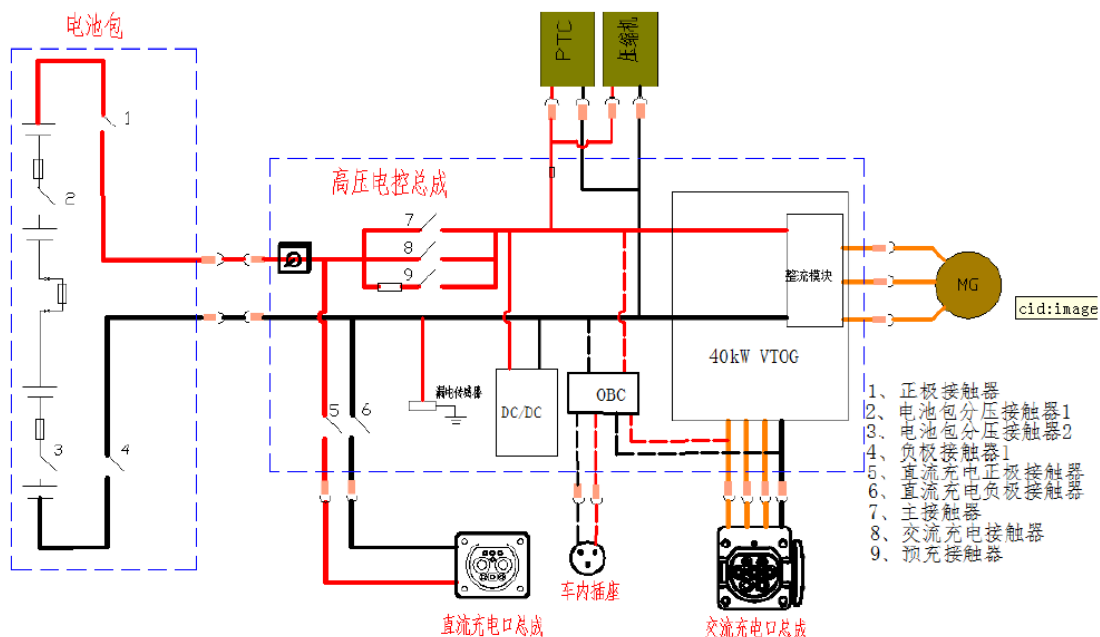 电池包
PTC
压缩机
1
2
3
4
高压电控总成
7
8
9
整流模块
MG
cid:image
40kW VTOG
漏电传感器
DC/DC
OBC
5
6
1、正极接触器
2、电池包分压接触器1
3、电池包分压接触器2
4、负极接触器1
5、直流充电正极接触器
6、直流充电负极接触器
7、主接触器
8、交流充电接触器
9、预充接触器
直流充电口总成
车内插座
交流充电口总成